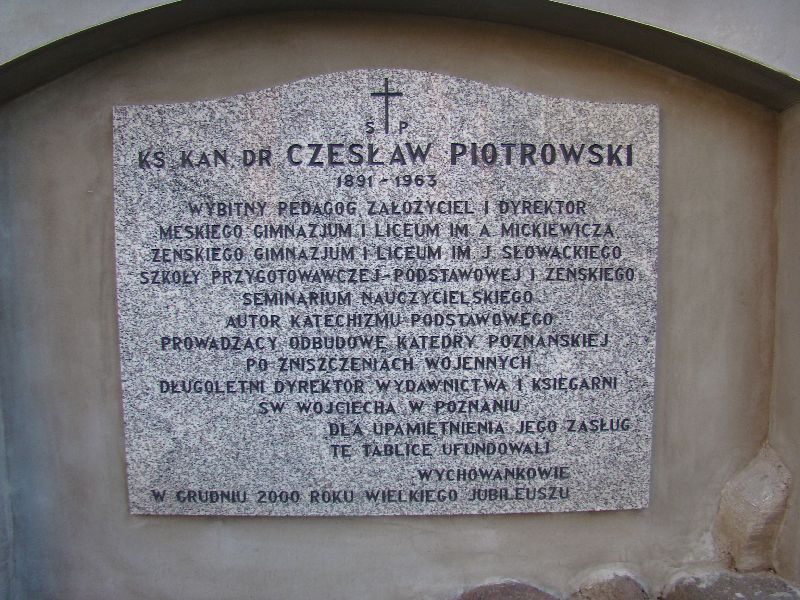 Ś P
KS KAN DR CZESŁAW PIOTROWSKI
1891 - 1963
WYBITNY PEDAGOG ZAŁOŻYCIEL I DYREKTOR
MĘSKIEGO GIMNAZJUM I LICEUM IM A MICKIEWICZA
ŻEŃSKIEGO GIMNAZJUM I LICEUM IM J SŁOWACKIEGO
SZKOŁY PRZYGOTOWAWCZEJ-PODSTAWOWEJ I ŻEŃSKIEGO
SEMINARIUM NAUCZYCIELSKIEGO
AUTOR KATECHIZMU PODSTAWOWEGO
PROWADZĄCY ODBUDOWĘ KATEDRY POZNAŃSKIEJ
PO ZNISZCZENIACH WOJENNYCH
DŁUGOLETNI DYREKTOR WYDAWNICTWA I KSIĘGARNI
ŚW WOJCIECHA W POZNANIU
DLA UPAMIĘTNIENIA JEGO ZASŁUG
TĘ TABLICĘ UFUNDOWALI
WYCHOWANKOWIE
W GRUDNIU 2000 ROKU WIELKIEGO JUBILEUSZU